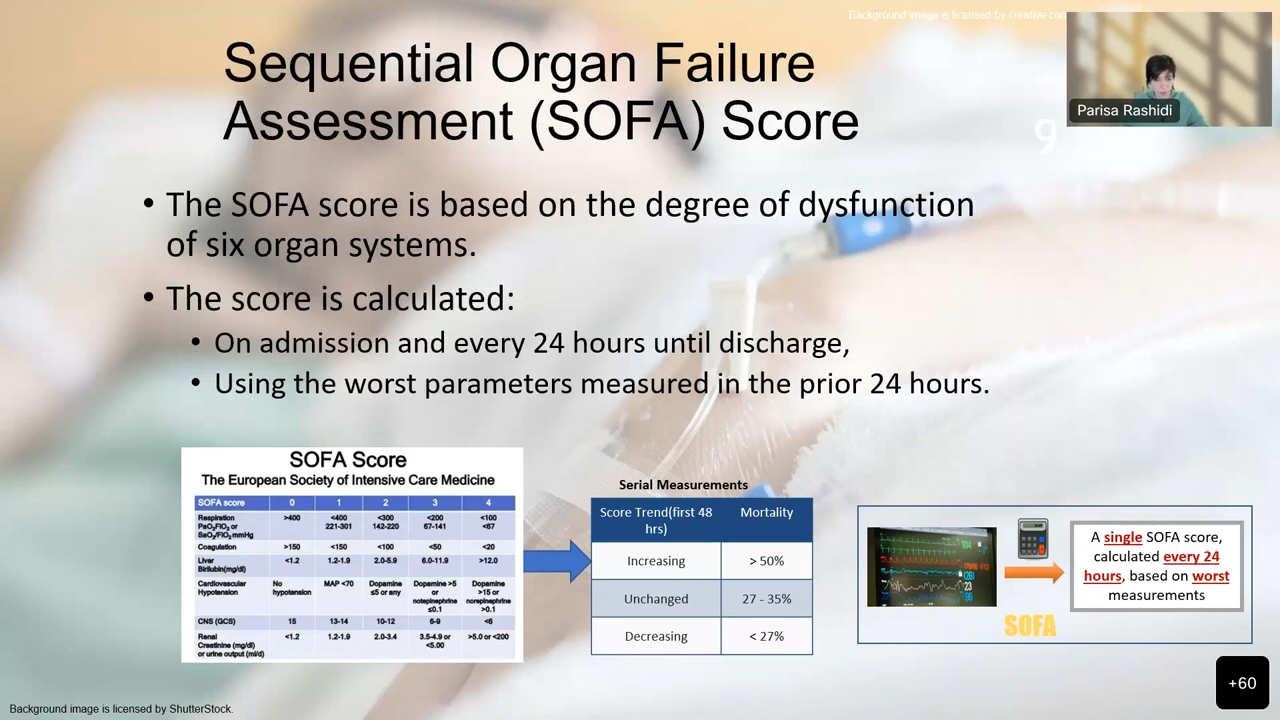 Background image is licensed by creative com
Sequential Organ Failure
Assessment (SOFA) Score
Parisa Rashidi
9
• The SOFA score is based on the degree of dysfunction
of six organ systems.
• The score is calculated:
• On admission and every 24 hours until discharge,
• Using the worst parameters measured in the prior 24 hours.
SOFA Score
The European Society of Intensive Care Medicine
SOFA score 0 1 2 3 4
Respiration
PaO₂/FIO₂ or
SaO₂/FIO₂ mmHg
>400
<400
221-301
<300
142-220
<200
67-141
<100
<67
Coagulation >150 <150 <100 <50 <20
Liver
Bilirubin(mg/dl)
<1.2 1.2-1.9 2.0-5.9 6.0-11.9 >12.0
Cardiovascular
Hypotension
No
hypotension
MAP <70
Dopamine
≤5 or any
Dopamine >5
or
norepinephrine
≤0.1
Dopamine
>15 or
norepinephrine
>0.1
CNS (GCS) 15 13-14 10-12 6-9 <6
Renal
Creatinine (mg/dl)
or urine output (ml/d)
<1.2 1.2-1.9 2.0-3.4
3.5-4.9 or
<5.00
>5.0 or <200
Serial Measurements
Score Trend(first 48
hrs)
Mortality
Increasing > 50%
Unchanged 27 - 35%
Decreasing < 27%
SOFA
A single SOFA score,
calculated every 24
hours, based on worst
measurements
+60
Background image is licensed by ShutterStock.